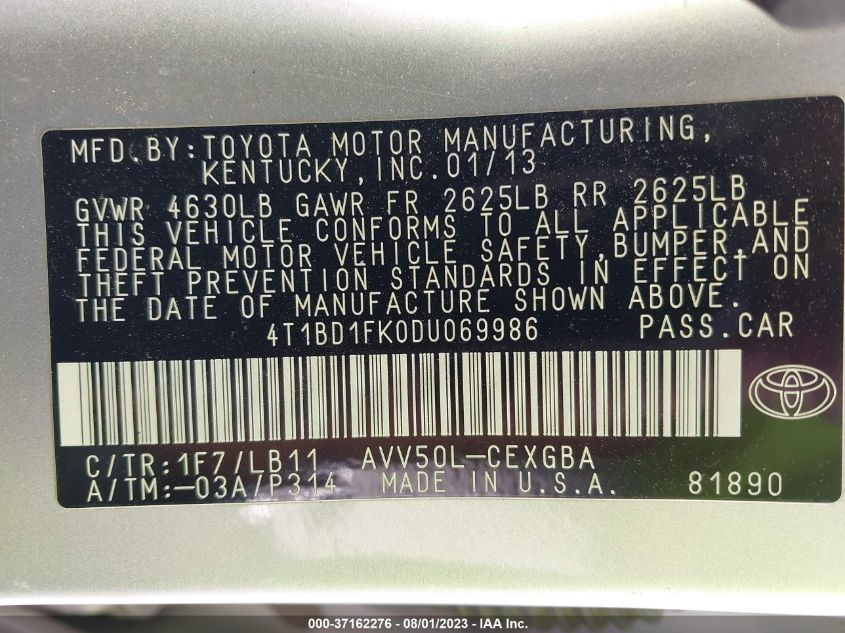 MFD.BY:TOYOTA MOTOR MANUFACTURING,
KENTUCKY,INC.01/13
GVWR 4630LB GAWR FR 2625LB RR 2625LB
THIS VEHICLE CONFORMS TO ALL APPLICABLE
FEDERAL MOTOR VEHICLE SAFETY,BUMPER,AND
THEFT PREVENTION STANDARDS IN EFFECT ON
THE DATE OF MANUFACTURE SHOWN ABOVE.
4T1BD1FK0DU069986 PASS.CAR
C/TR:1F7/LB11 AVV50L-CEXGBA
A/TM:-03A/P314 MADE IN U.S.A. 81890
000-37162276 - 08/01/2023 - IAA Inc.